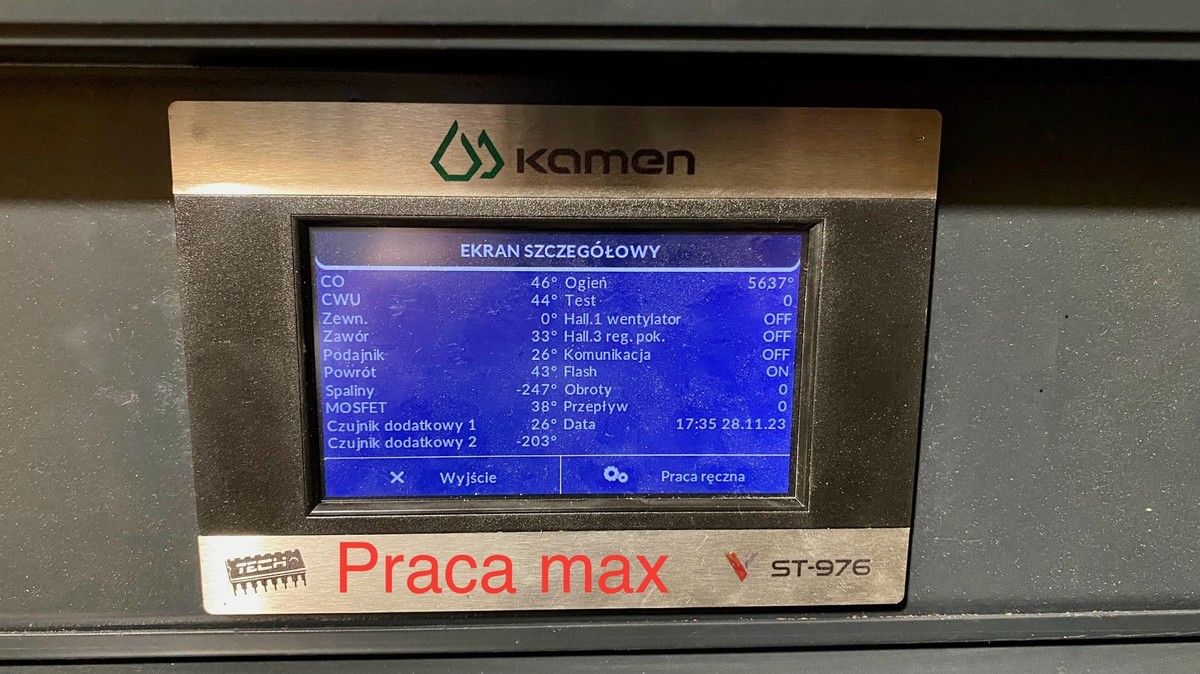 kamen
EKRAN SZCZEGÓŁOWY
CO 46° Ogień 5637°
CWU 44° Test 0
Zewn. 0° Hall.1 wentylator OFF
Zawór 33° Hall.3 reg. pok. OFF
Podajnik 26° Komunikacja OFF
Powrót 43° Flash ON
Spaliny -247° Obroty 0
MOSFET 38° Przepływ 0
Czujnik dodatkowy 1 26° Data 17:35 28.11.23
Czujnik dodatkowy 2 -203°
Wyjście Praca ręczna
TECH Praca max ST-976